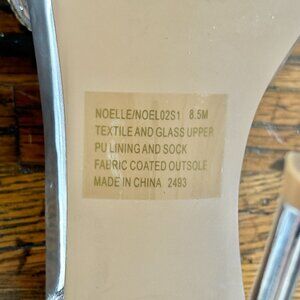 NOELLE/NOEL02S1 8.5M
TEXTILE AND GLASS UPPER
PU LINING AND SOCK
FABRIC COATED OUTSOLE
MADE IN CHINA 2493